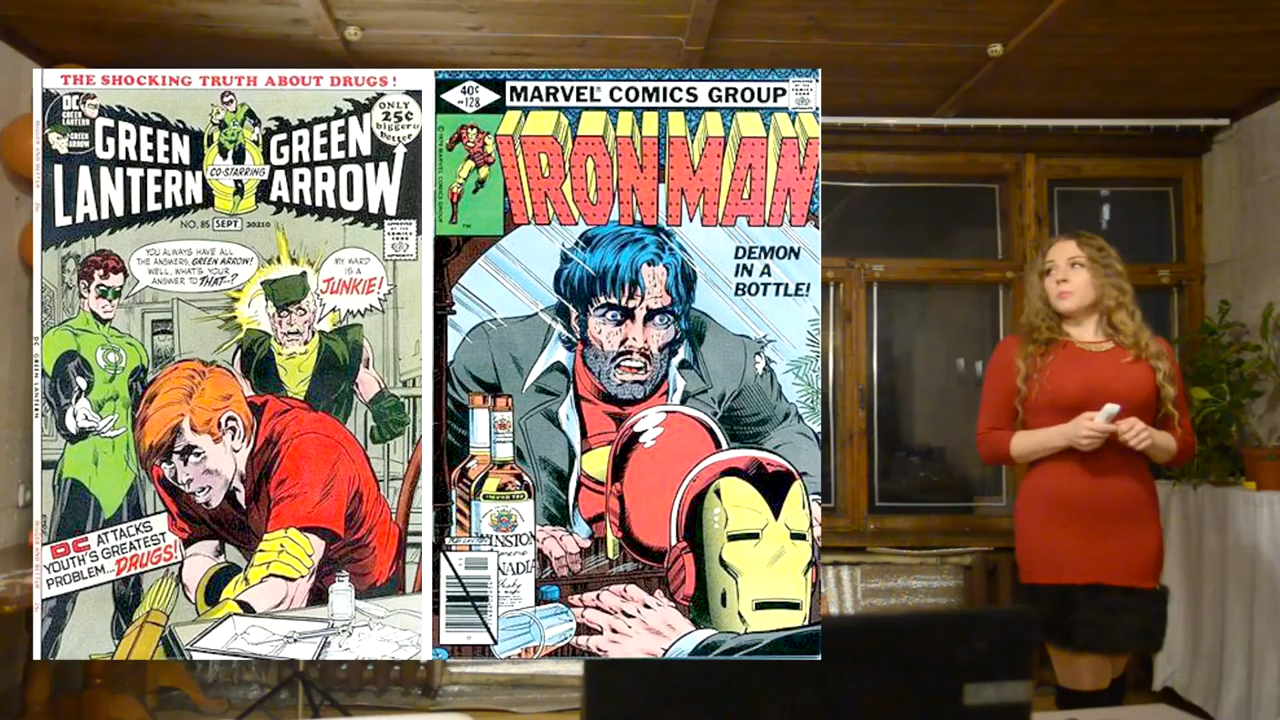 THE SHOCKING TRUTH ABOUT DRUGS!
DC
GREEN
LANTERN
GREEN
ARROW
GREEN
LANTERN
CO-STARRING
GREEN
ARROW
ONLY
25¢
bigger &
better
NO. 85 SEPT 30210
APPROVED
BY THE
COMICS
CODE
AUTHORITY
YOU ALWAYS HAVE ALL
THE ANSWERS, GREEN ARROW!
WELL, WHAT'S YOUR
ANSWER TO THAT--?
MY WARD
IS A
JUNKIE!
DC ATTACKS
YOUTH'S GREATEST
PROBLEM...DRUGS!
40¢
128
MARVEL® COMICS GROUP
IRON MAN
TM
DEMON
IN A
BOTTLE!